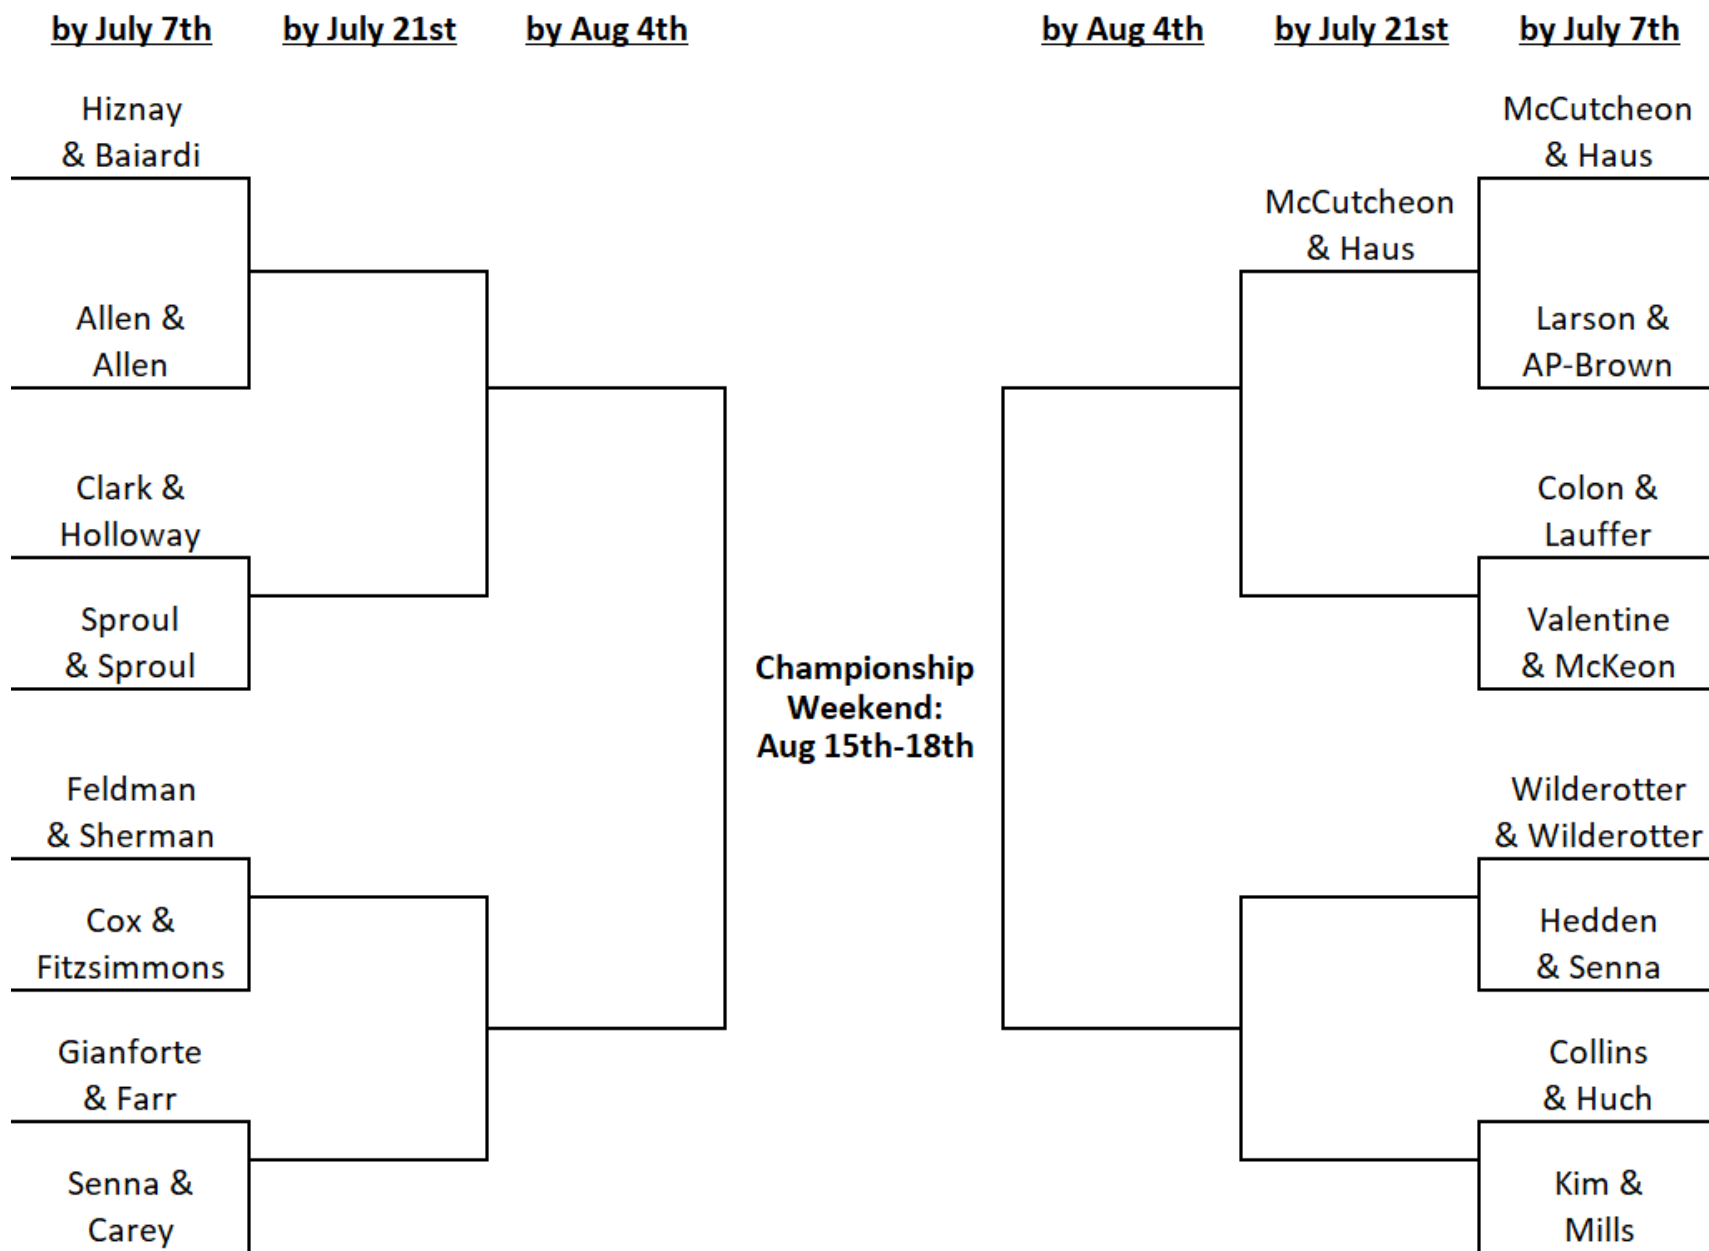 by July 7th
by July 21st
by Aug 4th
by Aug 4th
by July 21st
by July 7th
Hiznay
& Baiardi
Allen &
Allen
Clark &
Holloway
Sproul
& Sproul
Feldman
& Sherman
Cox &
Fitzsimmons
Gianforte
& Farr
Senna &
Carey
Championship
Weekend:
Aug 15th-18th
McCutcheon
& Haus
McCutcheon
& Haus
Larson &
AP-Brown
Colon &
Lauffer
Valentine
& McKeon
Wilderotter
& Wilderotter
Hedden
& Senna
Collins
& Huch
Kim &
Mills